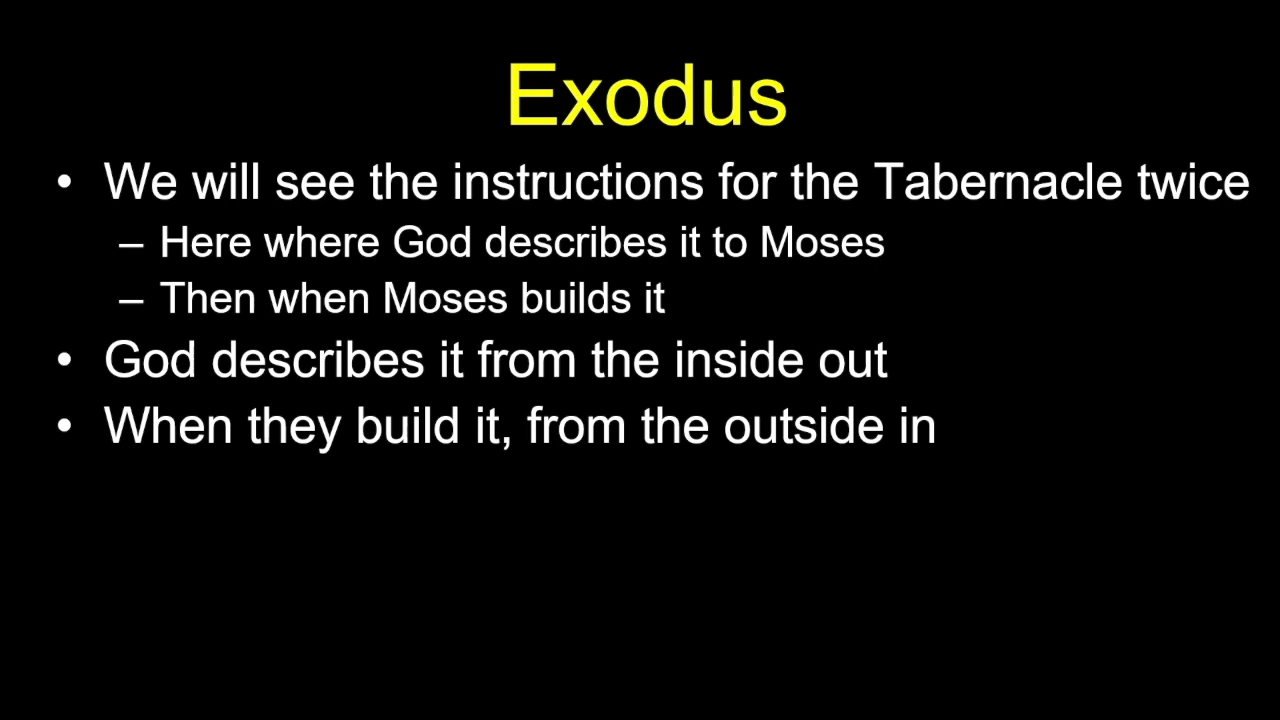 Exodus
• We will see the instructions for the Tabernacle twice
– Here where God describes it to Moses
– Then when Moses builds it
• God describes it from the inside out
• When they build it, from the outside in